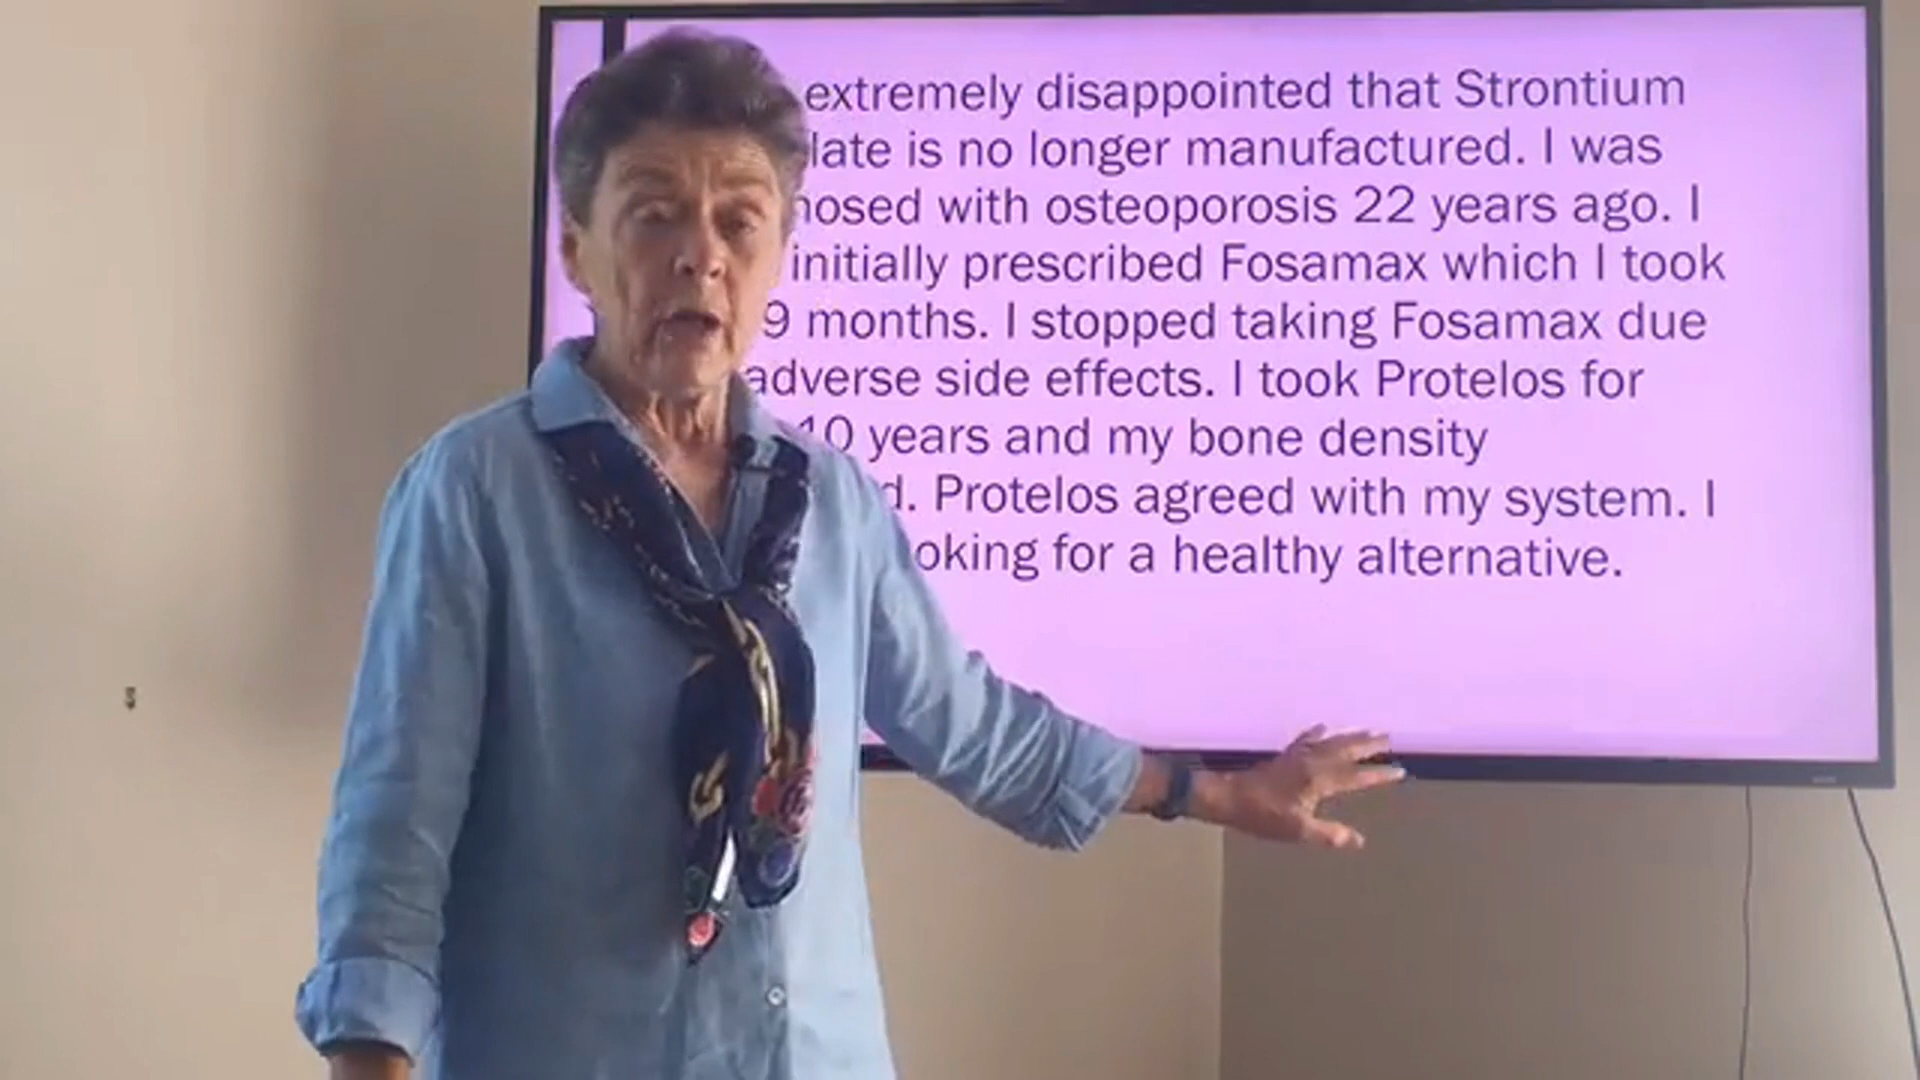 extremely disappointed that Strontium
late is no longer manufactured. I was
nosed with osteoporosis 22 years ago. I
initially prescribed Fosamax which I took
9 months. I stopped taking Fosamax due
adverse side effects. I took Protelos for
10 years and my bone density
d. Protelos agreed with my system. I
oking for a healthy alternative.